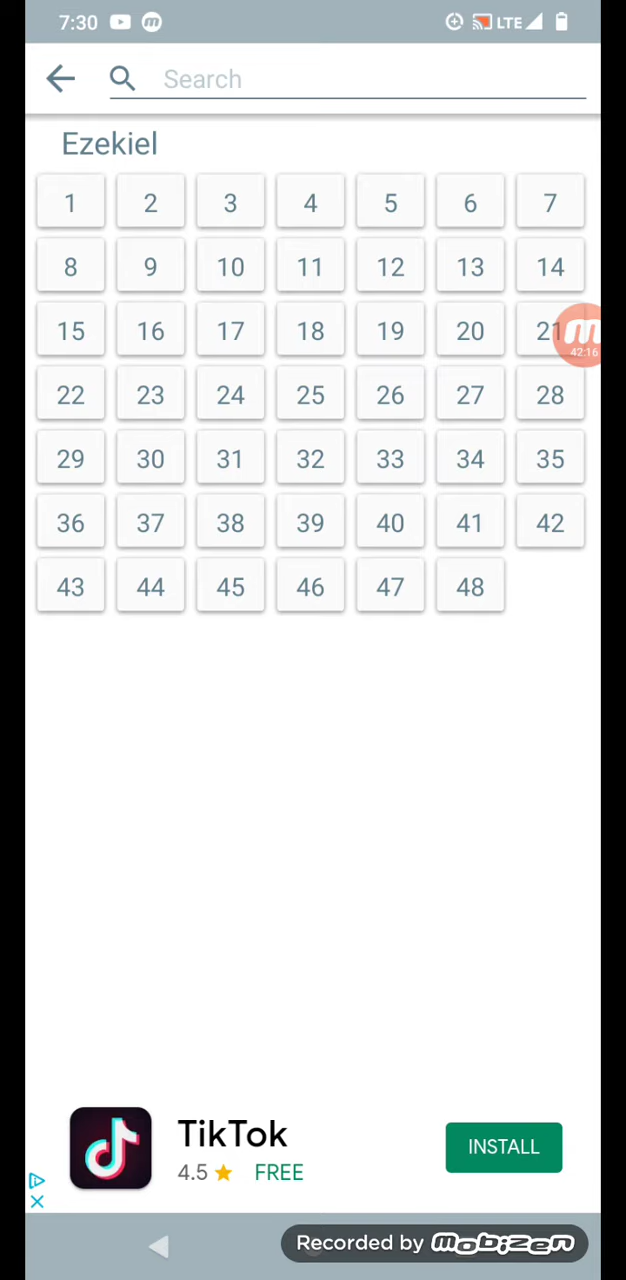 7:30 LTE
Search
Ezekiel
1 2 3 4 5 6 7
8 9 10 11 12 13 14
15 16 17 18 19 20 21
42:16
22 23 24 25 26 27 28
29 30 31 32 33 34 35
36 37 38 39 40 41 42
43 44 45 46 47 48
TikTok
4.5 FREE
INSTALL
Recorded by mobizen